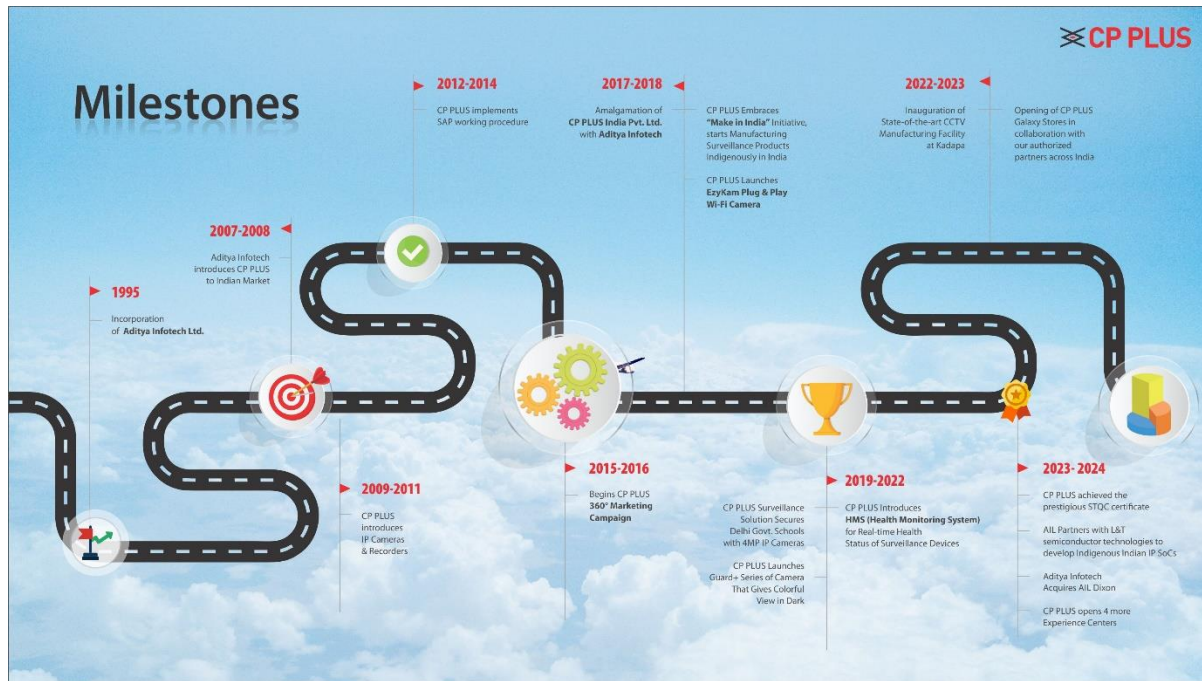 CP PLUS
Milestones
1995
Incorporation
of Aditya Infotech Ltd.
2007-2008
Aditya Infotech
introduces CP PLUS
to Indian Market
2009-2011
CP PLUS
introduces
IP Cameras
& Recorders
2012-2014
CP PLUS implements
SAP working procedure
2015-2016
Begins CP PLUS
360° Marketing
Campaign
2017-2018
Amalgamation of
CP PLUS India Pvt. Ltd.
with Aditya Infotech
CP PLUS Embraces
“Make in India” Initiative,
starts Manufacturing
Surveillance Products
Indigenously in India
CP PLUS Launches
EzyKam Plug & Play
Wi-Fi Camera
2019-2022
CP PLUS Surveillance
Solution Secures
Delhi Govt. Schools
with 4MP IP Cameras
CP PLUS Launches
Guard+ Series of Camera
That Gives Colorful
View in Dark
CP PLUS Introduces
HMS (Health Monitoring System)
for Real-time Health
Status of Surveillance Devices
2022-2023
Inauguration of
State-of-the-art CCTV
Manufacturing Facility
at Kadapa
Opening of CP PLUS
Galaxy Stores in
collaboration with
our authorized
partners across India
2023- 2024
CP PLUS achieved the
prestigious STQC certificate
AIL Partners with L&T
semiconductor technologies to
develop Indigenous Indian IP SoCs
Aditya Infotech
Acquires AIL Dixon
CP PLUS opens 4 more
Experience Centers